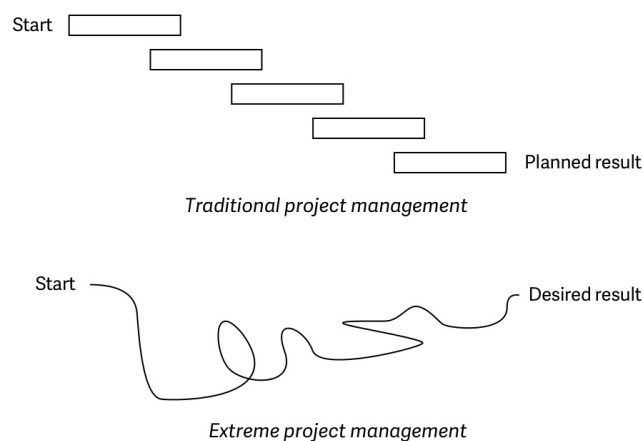 Start
Planned result
Traditional project management
Start
Desired result
Extreme project management